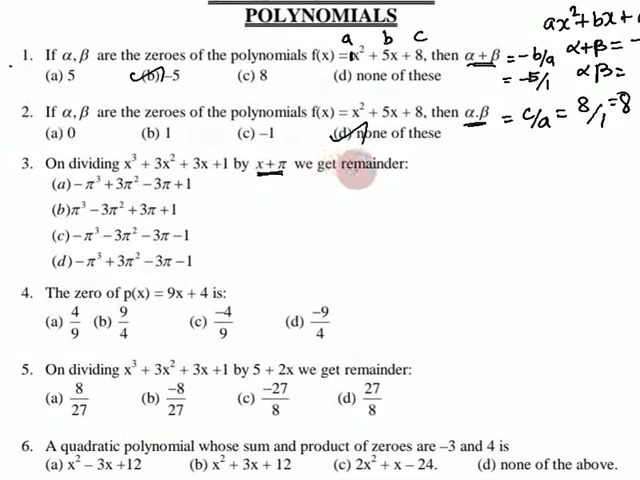 POLYNOMIALS
ax²+bx+
a b c
1. If α, β are the zeroes of the polynomials f(x) = x² + 5x + 8, then α + β = -b/a α+β = -
(a) 5 (b) –5 (c) 8 (d) none of these = -5/1 αβ =
2. If α, β are the zeroes of the polynomials f(x) = x² + 5x + 8, then α.β = c/a = 8/1 = 8
(a) 0 (b) 1 (c) –1 (d) none of these
3. On dividing x³ + 3x² + 3x +1 by x + π we get remainder:
(a) – π³ + 3π² – 3π + 1
(b) π³ – 3π² + 3π + 1
(c) – π³ – 3π² – 3π – 1
(d) – π³ + 3π² – 3π – 1
4. The zero of p(x) = 9x + 4 is:
(a) 4/9 (b) 9/4 (c) –4/9 (d) –9/4
5. On dividing x³ + 3x² + 3x +1 by 5 + 2x we get remainder:
(a) 8/27 (b) –8/27 (c) –27/8 (d) 27/8
6. A quadratic polynomial whose sum and product of zeroes are –3 and 4 is
(a) x² – 3x +12 (b) x² + 3x + 12 (c) 2x² + x – 24. (d) none of the above.